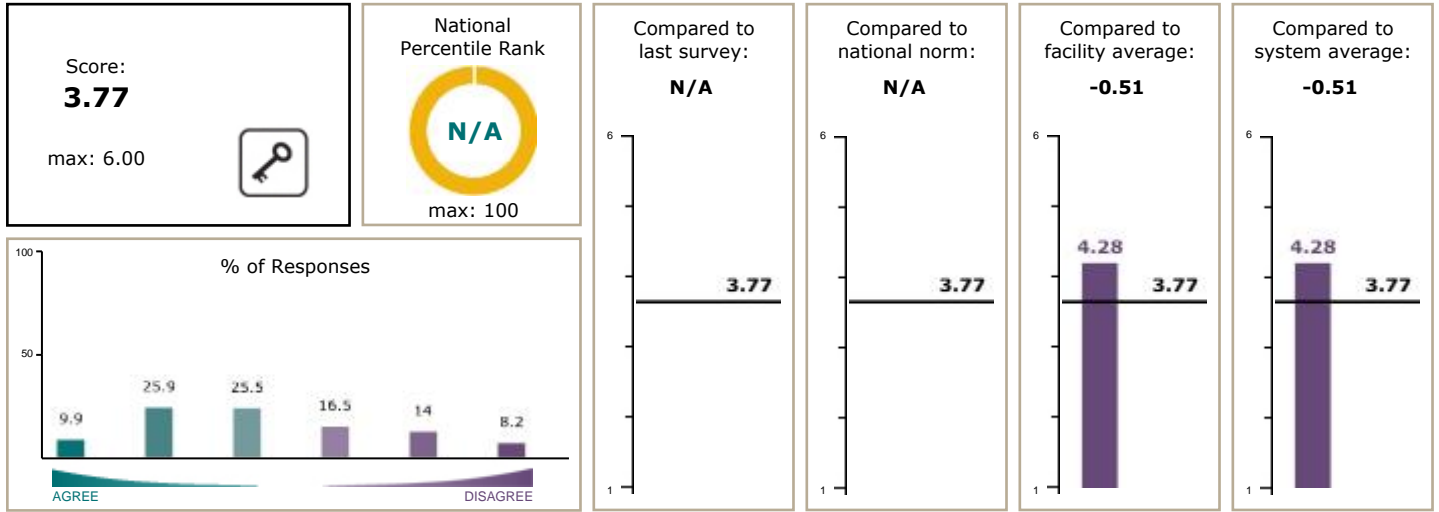 Score:
3.77
max: 6.00
National
Percentile Rank
N/A
max: 100
% of Responses
100
50
9.9
25.9
25.5
16.5
14
8.2
AGREE
DISAGREE
Compared to
last survey:
N/A
6
3.77
1
Compared to
national norm:
N/A
6
3.77
1
Compared to
facility average:
-0.51
6
4.28
3.77
1
Compared to
system average:
-0.51
6
4.28
3.77
1